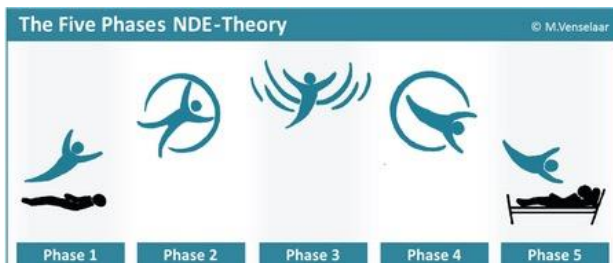 The Five Phases NDE-Theory
© M.Venselaar
Phase 1
Phase 2
Phase 3
Phase 4
Phase 5